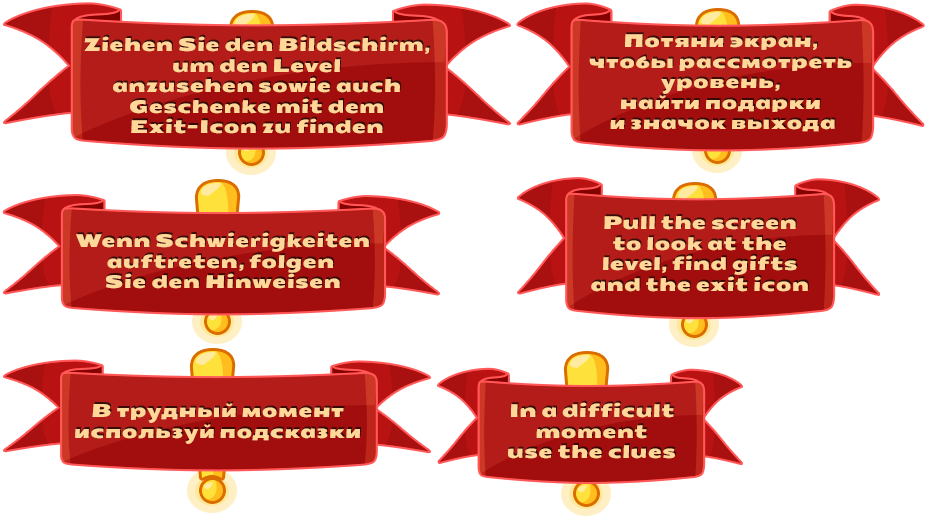 Ziehen Sie den Bildschirm,
um den Level
anzusehen sowie auch
Geschenke mit dem
Exit-Icon zu finden
Потяни экран,
чтобы рассмотреть
уровень,
найти подарки
и значок выхода
Wenn Schwierigkeiten
auftreten, folgen
Sie den Hinweisen
Pull the screen
to look at the
level, find gifts
and the exit icon
В трудный момент
используй подсказки
In a difficult
moment
use the clues